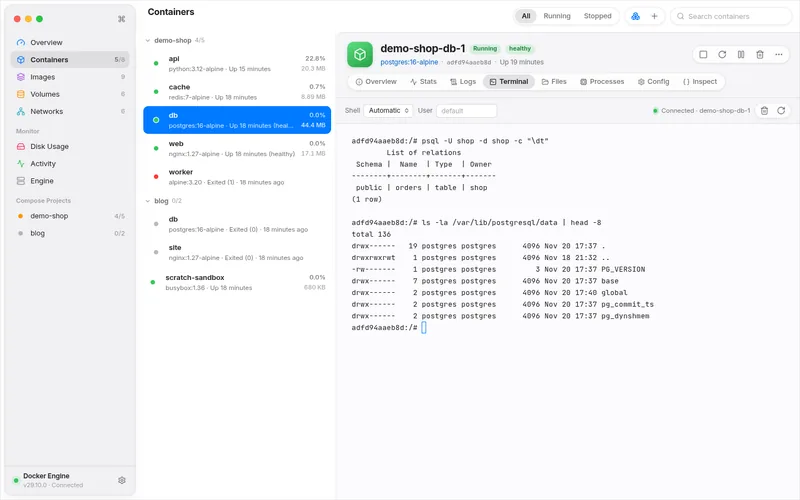 ⌘
Overview
Containers 5/9
Images 9
Volumes 6
Networks 6
Monitor
Disk Usage
Activity
Engine
Compose Projects
demo-shop 4/5
blog 0/2
Docker Engine
v29.10.0 · Connected
Containers
All Running Stopped
Search containers
demo-shop 4/5
api 22.8%
python:3.12-alpine · Up 15 minutes 20.3 MB
cache 0.7%
redis:7-alpine · Up 18 minutes 8.89 MB
db 0.0%
postgres:16-alpine · Up 18 minutes (heal... 44.4 MB
web 0.0%
nginx:1.27-alpine · Up 18 minutes (healthy) 17.1 MB
worker
alpine:3.20 · Exited (1) · 18 minutes ago
blog 0/2
db
postgres:16-alpine · Exited (0) · 18 minutes ago
site
nginx:1.27-alpine · Exited (0) · 18 minutes ago
scratch-sandbox 0.0%
busybox:1.36 · Up 18 minutes 680 KB
demo-shop-db-1 Running healthy
postgres:16-alpine · adfd94aaeb8d · Up 19 minutes
Overview Stats Logs Terminal Files Processes Config Inspect
Shell Automatic User default Connected · demo-shop-db-1
adfd94aaeb8d:/# psql -U shop -d shop -c "\dt"
List of relations
Schema | Name | Type | Owner
--------+--------+-------+-------
public | orders | table | shop
(1 row)
adfd94aaeb8d:/# ls -la /var/lib/postgresql/data | head -8
total 136
drwx------ 19 postgres postgres 4096 Nov 20 17:37 .
drwxrwxrwt 1 postgres postgres 4096 Nov 18 21:32 ..
-rw------- 1 postgres postgres 3 Nov 20 17:37 PG_VERSION
drwx------ 7 postgres postgres 4096 Nov 20 17:37 base
drwx------ 2 postgres postgres 4096 Nov 20 17:40 global
drwx------ 2 postgres postgres 4096 Nov 20 17:37 pg_commit_ts
drwx------ 2 postgres postgres 4096 Nov 20 17:37 pg_dynshmem
adfd94aaeb8d:/#